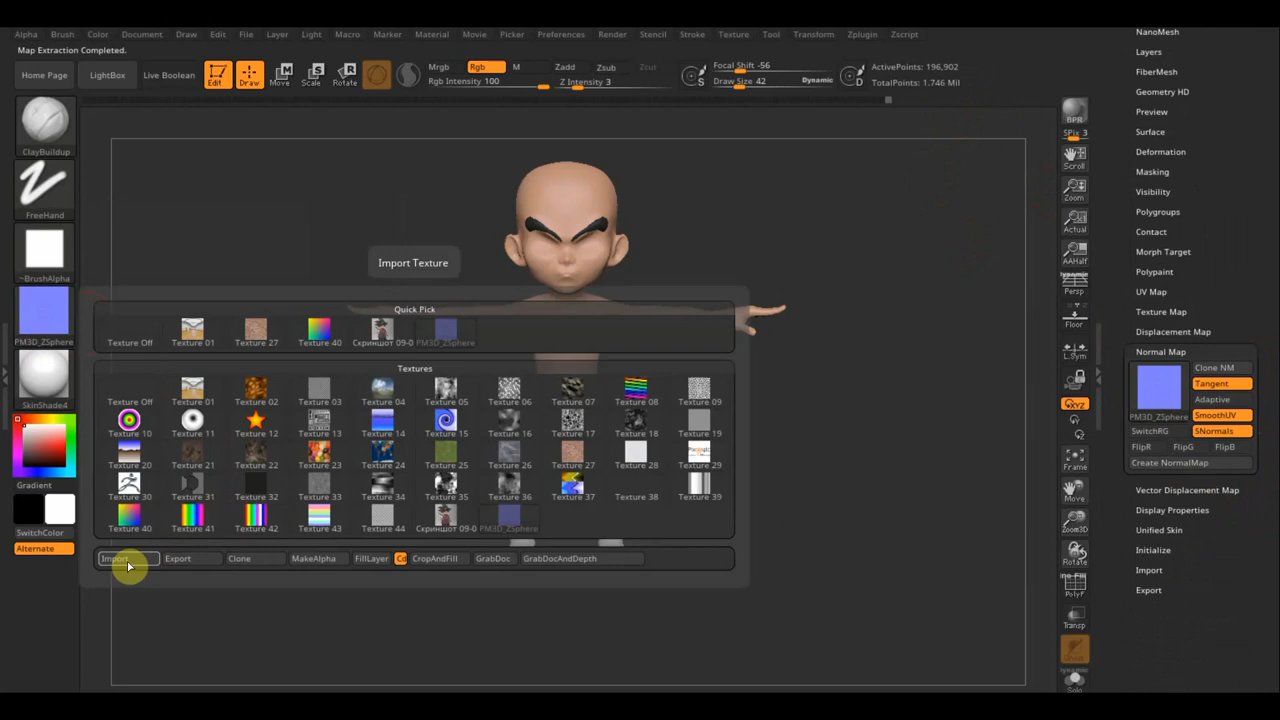 Alpha Brush Color Document Draw Edit File Layer Light Macro Marker Material Movie Picker Preferences Render Stencil Stroke Texture Tool Transform Zplugin Zscript
Map Extraction Completed.
Home Page
LightBox
Live Boolean
Edit
Draw
Move
Scale
Rotate
Mrgb Rgb M
Rgb Intensity 100
Zadd Zsub Cut
Z Intensity 3
S
Focal Shift -56
Draw Size 42
Dynamic
D
ActivePoints: 196,902
TotalPoints: 1.746 Mil
ClayBuildup
FreeHand
~BrushAlpha
PM3D_ZSphere
SkinShade4
Gradient
SwitchColor
Alternate
Import Texture
Quick Pick
Texture Off Texture 01 Texture 27 Texture 40 Скриншот 09-0 PM3D_ZSphere
Textures
Texture Off Texture 01 Texture 02 Texture 03 Texture 04 Texture 05 Texture 06 Texture 07 Texture 08 Texture 09
Texture 10 Texture 11 Texture 12 Texture 13 Texture 14 Texture 15 Texture 16 Texture 17 Texture 18 Texture 19
Texture 20 Texture 21 Texture 22 Texture 23 Texture 24 Texture 25 Texture 26 Texture 27 Texture 28 Texture 29
Texture 30 Texture 31 Texture 32 Texture 33 Texture 34 Texture 35 Texture 36 Texture 37 Texture 38 Texture 39
Texture 40 Texture 41 Texture 42 Texture 43 Texture 44 Скриншот 09-0 PM3D_ZSphere
Import Export Clone MakeAlpha FillLayer Cd CropAndFill GrabDoc GrabDocAndDepth
BPR
SPix 3
Scroll
Zoom
Actual
AAHalf
Dynamic
Persp
Floor
L.Sym
XYZ
Frame
Move
Zoom3D
Rotate
PolyF
Transp
Ghost
Dynamic
Solo
NanoMesh
Layers
FiberMesh
Geometry HD
Preview
Surface
Deformation
Masking
Visibility
Polygroups
Contact
Morph Target
Polypaint
UV Map
Texture Map
Displacement Map
Normal Map
PM3D_ZSphere
Clone NM
Tangent
Adaptive
SmoothUV
SwitchRG SNormals
FlipR FlipG FlipB
Create NormalMap
Vector Displacement Map
Display Properties
Unified Skin
Initialize
Import
Export